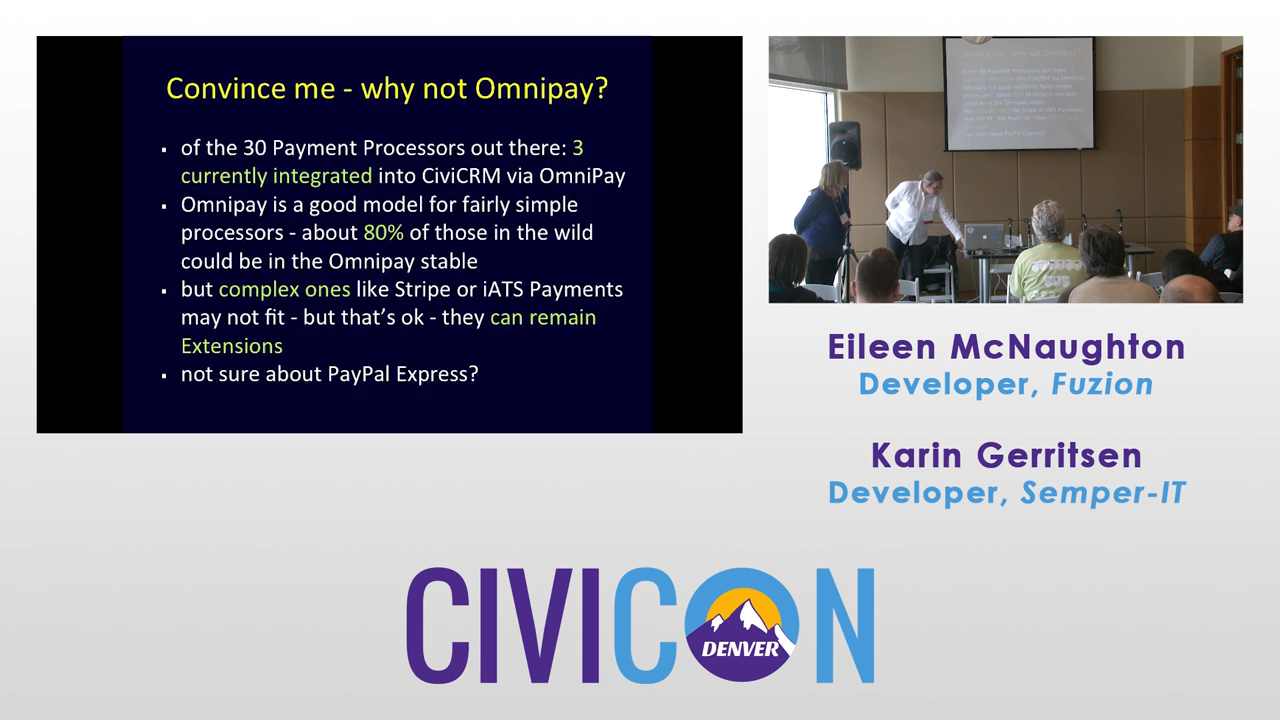 Convince me - why not Omnipay?
▪ of the 30 Payment Processors out there: 3
currently integrated into CiviCRM via OmniPay
▪ Omnipay is a good model for fairly simple
processors - about 80% of those in the wild
could be in the Omnipay stable
▪ but complex ones like Stripe or iATS Payments
may not fit - but that's ok - they can remain
Extensions
▪ not sure about PayPal Express?
Eileen McNaughton
Developer, Fuzion
Karin Gerritsen
Developer, Semper-IT
CIVICON
DENVER